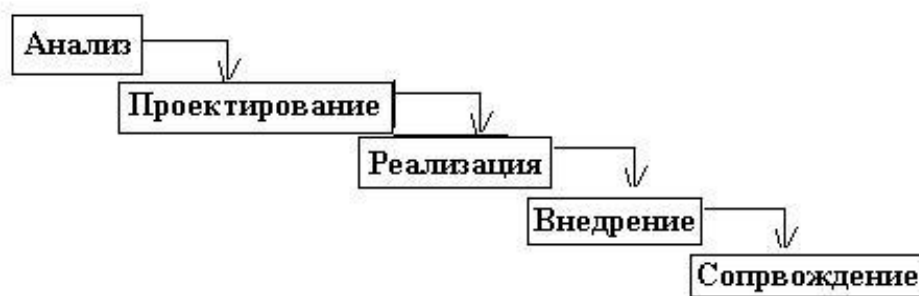 Анализ
Проектирование
Реализация
Внедрение
Сопрвождение